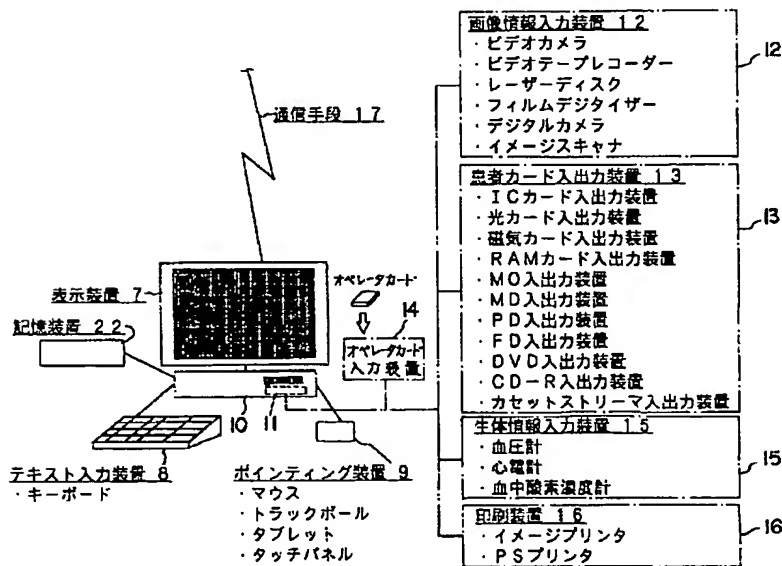 通信手段 17
表示装置 7
記憶装置 22
オペレータカード
14
オペレータカード
入力装置
10
11
テキスト入力装置 8
・キーボード
ポインティング装置 9
・マウス
・トラックボール
・タブレット
・タッチパネル
画像情報入力装置 12
・ビデオカメラ
・ビデオテープレコーダー
・レーザーディスク
・フィルムデジタイザー
・デジタルカメラ
・イメージスキャナ
12
患者カード入出力装置 13
・ICカード入出力装置
・光カード入出力装置
・磁気カード入出力装置
・RAMカード入出力装置
・MO入出力装置
・MD入出力装置
・PD入出力装置
・FD入出力装置
・DVD入出力装置
・CD-R入出力装置
・カセットストリーマ入出力装置
13
生体情報入力装置 15
・血圧計
・心電計
・血中酸素濃度計
15
印刷装置 16
・イメージプリンタ
・PSプリンタ
16